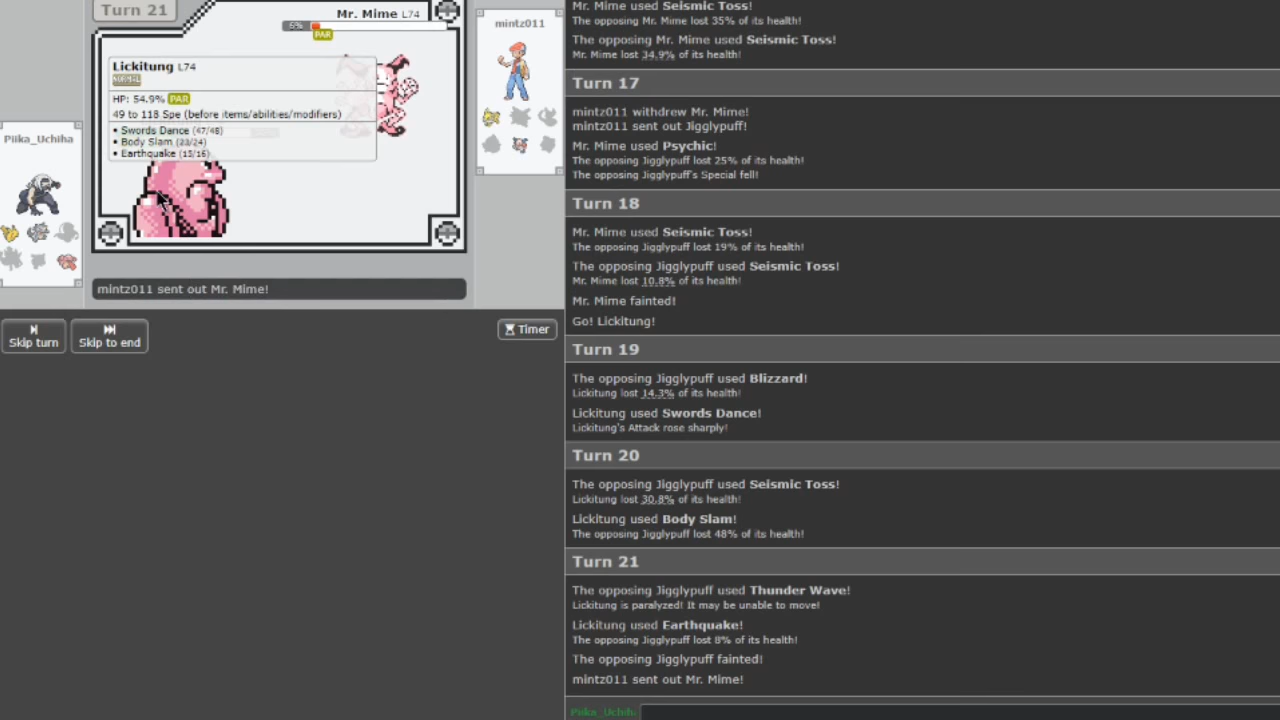 Turn 21
Mr. Mime L74
6%
PAR
Lickitung L74
NORMAL
HP: 54.9% PAR
49 to 118 Spe (before items/abilities/modifiers)
• Swords Dance (47/48)
• Body Slam (23/24)
• Earthquake (15/16)
mintz011
mintz011 sent out Mr. Mime!
Skip turn
Skip to end
Timer
Mr. Mime used Seismic Toss!
The opposing Mr. Mime lost 35% of its health!
The opposing Mr. Mime used Seismic Toss!
Mr. Mime lost 34.9% of its health!
Turn 17
mintz011 withdrew Mr. Mime!
mintz011 sent out Jigglypuff!
Mr. Mime used Psychic!
The opposing Jigglypuff lost 25% of its health!
The opposing Jigglypuff's Special fell!
Turn 18
Mr. Mime used Seismic Toss!
The opposing Jigglypuff lost 19% of its health!
The opposing Jigglypuff used Seismic Toss!
Mr. Mime lost 10.8% of its health!
Mr. Mime fainted!
Go! Lickitung!
Turn 19
The opposing Jigglypuff used Blizzard!
Lickitung lost 14.3% of its health!
Lickitung used Swords Dance!
Lickitung's Attack rose sharply!
Turn 20
The opposing Jigglypuff used Seismic Toss!
Lickitung lost 30.8% of its health!
Lickitung used Body Slam!
The opposing Jigglypuff lost 48% of its health!
Turn 21
The opposing Jigglypuff used Thunder Wave!
Lickitung is paralyzed! It may be unable to move!
Lickitung used Earthquake!
The opposing Jigglypuff lost 8% of its health!
The opposing Jigglypuff fainted!
mintz011 sent out Mr. Mime!